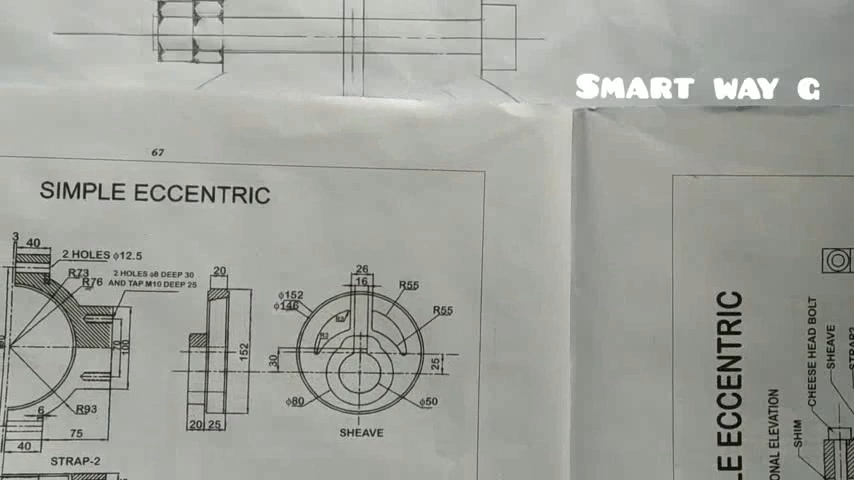 SMART WAY G
67
SIMPLE ECCENTRIC
3
40
2 HOLES φ12.5
R73
R76
2 HOLES φ8 DEEP 30
AND TAP M10 DEEP 25
70
100
R93
6
75
40
STRAP-2
20
152
20
25
26
16
φ152
φ146
R55
R55
30
25
φ80
φ50
SHEAVE
LE ECCENTRIC
ONAL ELEVATION
SHIM
CHEESE HEAD BOLT
SHEAVE
STRAP2